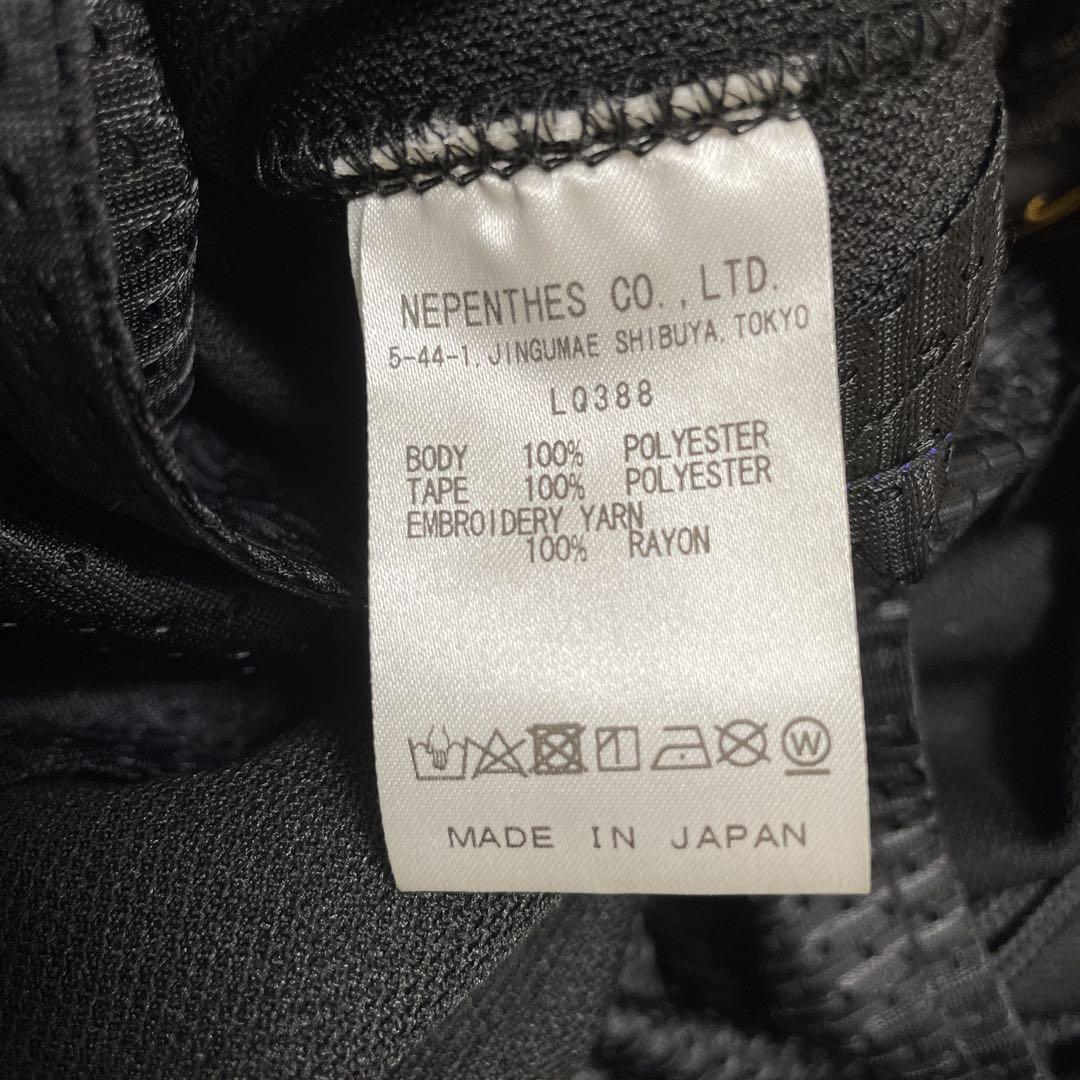 NEPENTHES CO., LTD.
5-44-1, JINGUMAE SHIBUYA, TOKYO
LQ388
BODY 100% POLYESTER
TAPE 100% POLYESTER
EMBROIDERY YARN
100% RAYON
W
MADE IN JAPAN